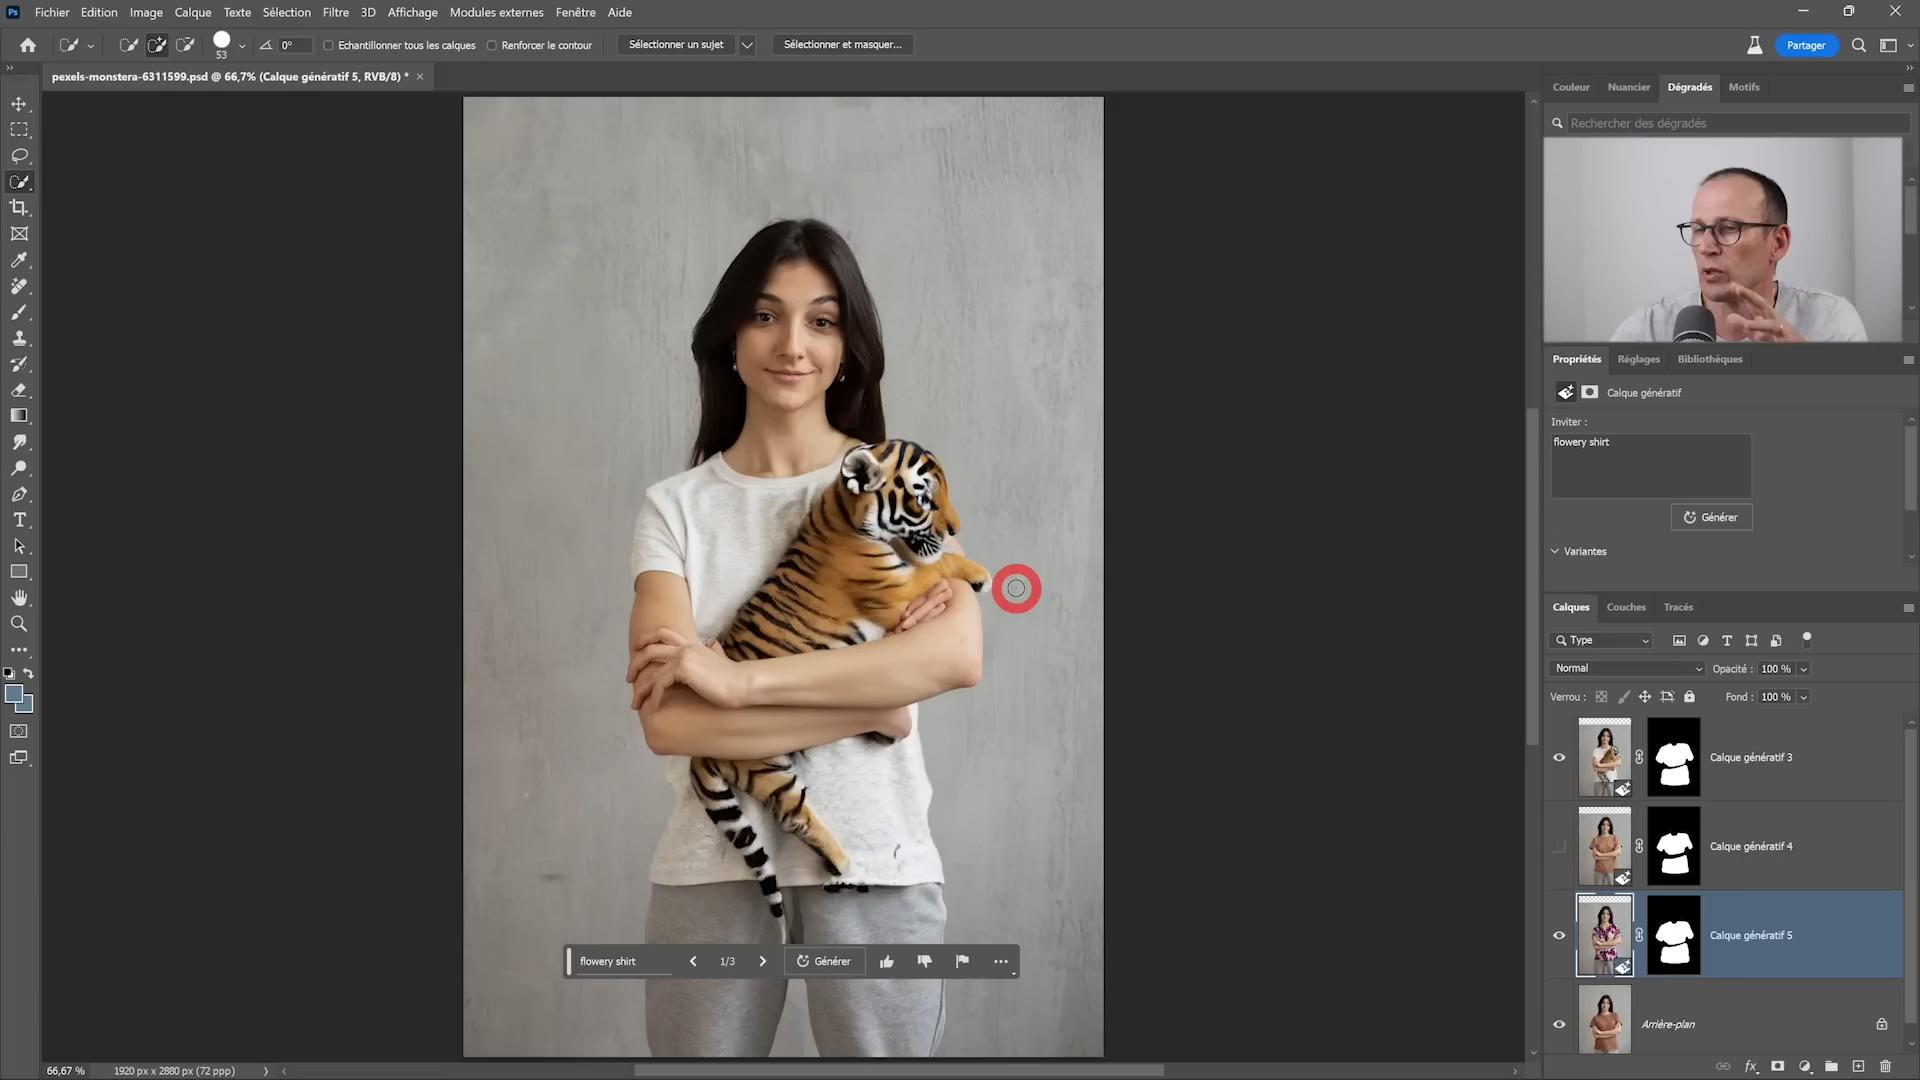 Ps Fichier Edition Image Calque Texte Sélection Filtre 3D Affichage Modules externes Fenêtre Aide
53 0° Echantillonner tous les calques Renforcer le contour Sélectionner un sujet Sélectionner et masquer... Partager
pexels-monstera-6311599.psd @ 66,7% (Calque génératif 5, RVB/8) * ×
Couleur Nuancier Dégradés Motifs
Rechercher des dégradés
Propriétés Réglages Bibliothèques
Calque génératif
Inviter :
flowery shirt
Générer
Variantes
Calques Couches Tracés
Type
Normal Opacité : 100 %
Verrou : Fond : 100 %
Calque génératif 3
Calque génératif 4
Calque génératif 5
Arrière-plan
flowery shirt 1/3 Générer
66,67 % 1920 px x 2880 px (72 ppp)